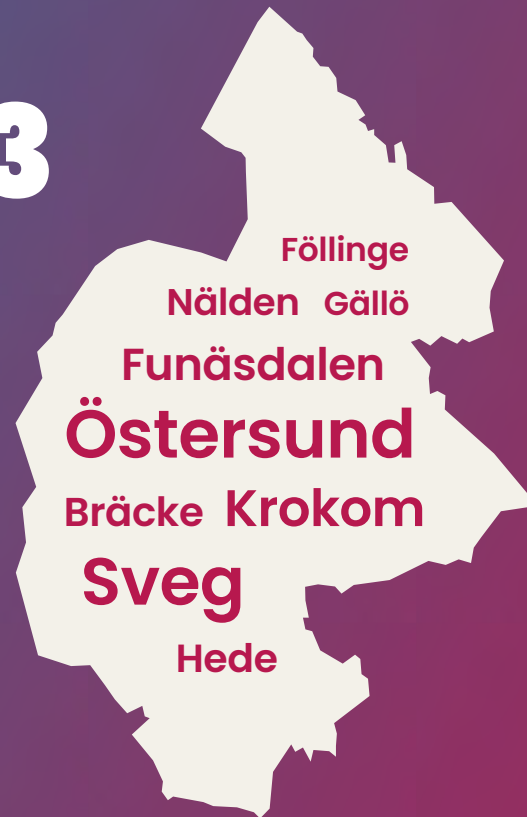 3
Föllinge
Nälden Gällö
Funäsdalen
Östersund
Bräcke Krokom
Sveg
Hede